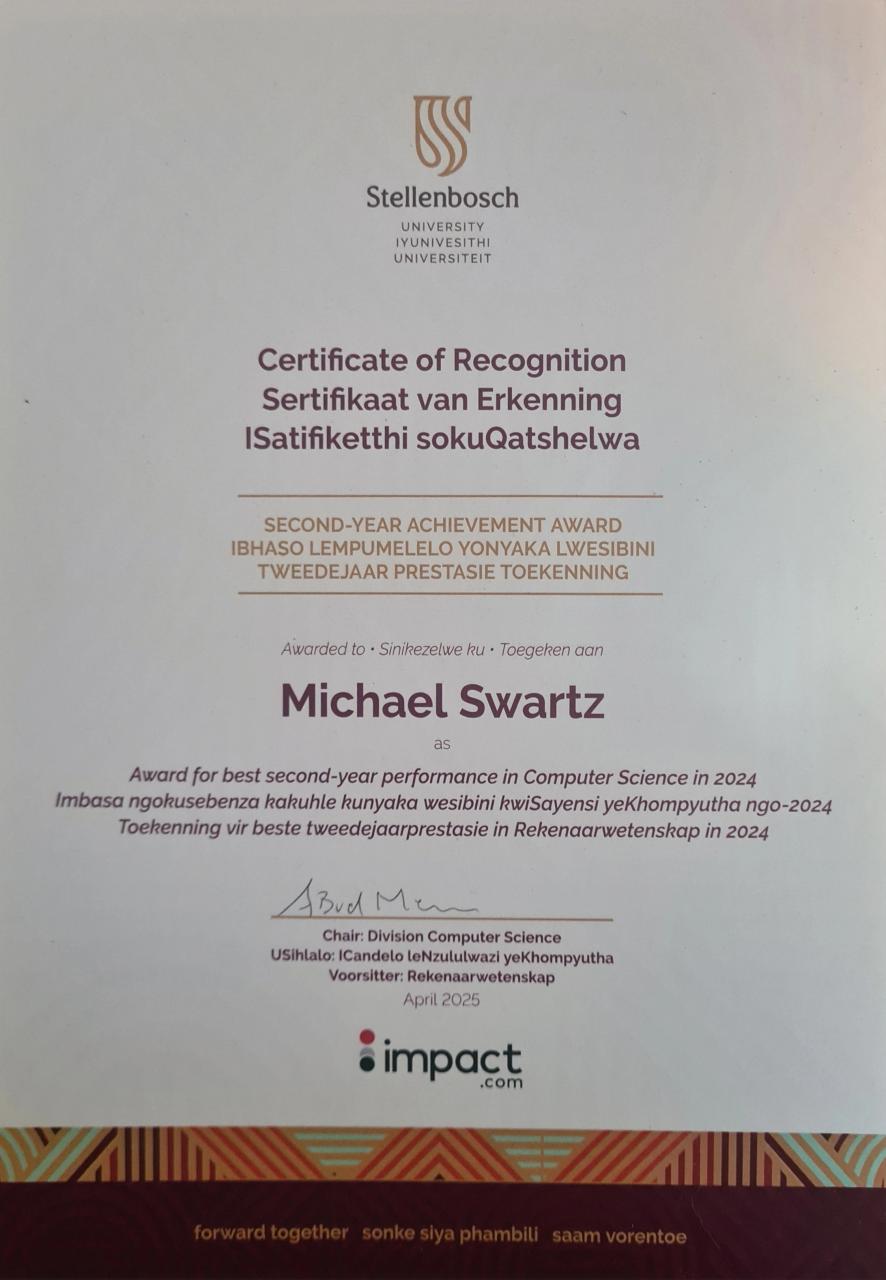 Stellenbosch
UNIVERSITY
IYUNIVESITHI
UNIVERSITEIT
Certificate of Recognition
Sertifikaat van Erkenning
ISatifiketthi sokuQatshelwa
SECOND-YEAR ACHIEVEMENT AWARD
IBHASO LEMPUMELELO YONYAKA LWESIBINI
TWEEDEJAAR PRESTASIE TOEKENNING
Awarded to • Sinikezelwe ku • Toegeken aan
Michael Swartz
as
Award for best second-year performance in Computer Science in 2024
Imbasa ngokusebenza kakuhle kunyaka wesibini kwiSayensi yeKhompyutha ngo-2024
Toekenning vir beste tweedejaarprestasie in Rekenaarwetenskap in 2024
Chair: Division Computer Science
USihlalo: ICandelo leNzululwazi yeKhompyutha
Voorsitter: Rekenaarwetenskap
April 2025
impact
.com
forward together sonke siya phambili saam vorentoe